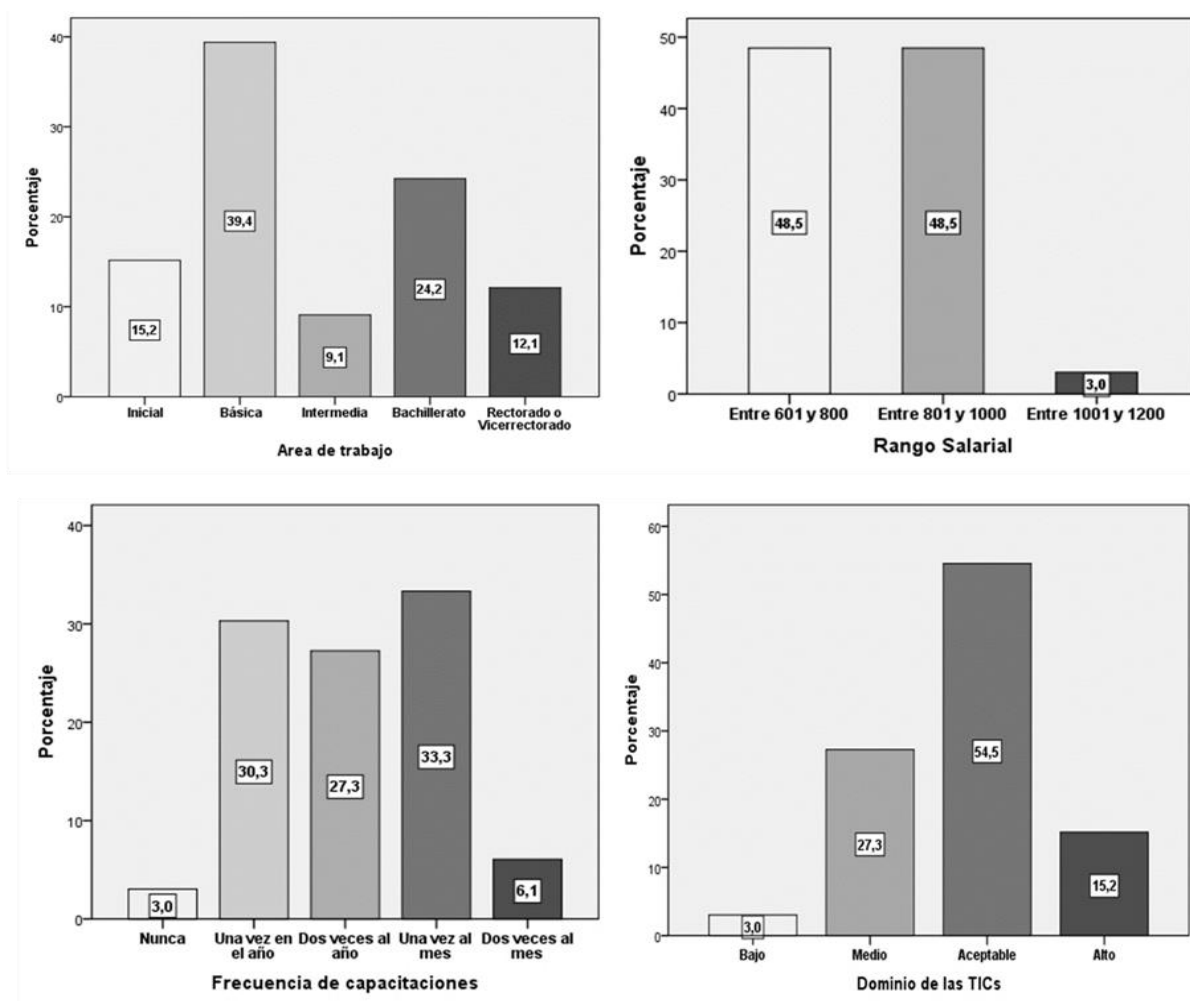 Porcentaje
40
30
20
10
0
15,2
39,4
9,1
24,2
12,1
Inicial
Básica
Intermedia
Bachillerato
Rectorado o
Vicerrectorado
Area de trabajo
Porcentaje
50
40
30
20
10
0
48,5
48,5
3,0
Entre 601 y 800
Entre 801 y 1000
Entre 1001 y 1200
Rango Salarial
Porcentaje
40
30
20
10
0
3,0
30,3
27,3
33,3
6,1
Nunca
Una vez en
el año
Dos veces al
año
Una vez al
mes
Dos veces al
mes
Frecuencia de capacitaciones
Porcentaje
60
50
40
30
20
10
0
3,0
27,3
54,5
15,2
Bajo
Medio
Aceptable
Alto
Dominio de las TICs